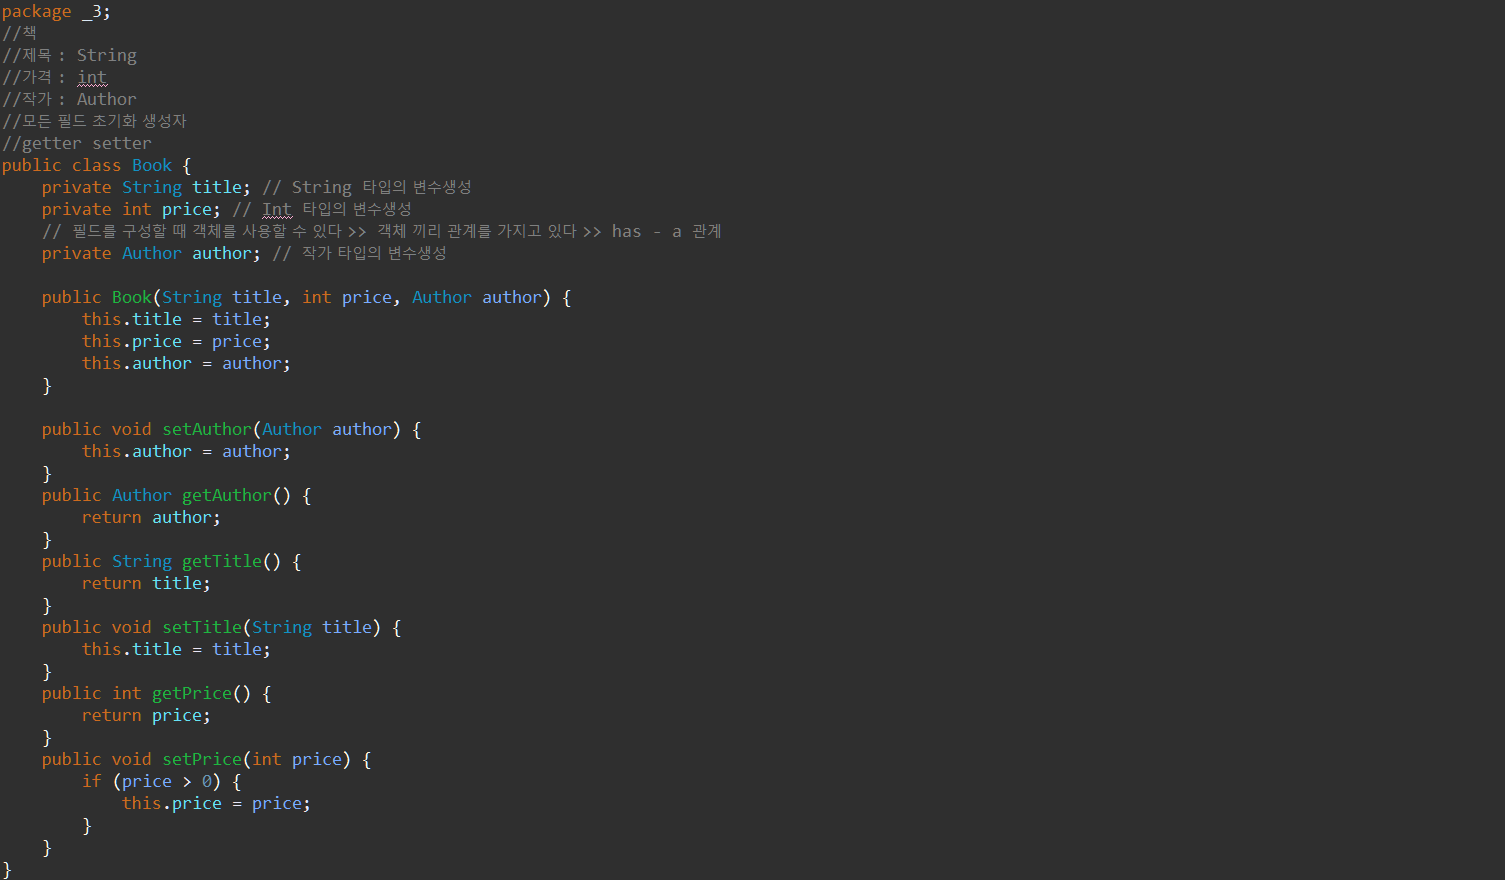 package _3;
//책
//제목 : String
//가격 : int
//작가 : Author
//모든 필드 초기화 생성자
//getter setter
public class Book {
    private String title; // String 타입의 변수생성
    private int price; // Int 타입의 변수생성
    // 필드를 구성할 때 객체를 사용할 수 있다 >> 객체 끼리 관계를 가지고 있다 >> has - a 관계
    private Author author; // 작가 타입의 변수생성

    public Book(String title, int price, Author author) {
        this.title = title;
        this.price = price;
        this.author = author;
    }

    public void setAuthor(Author author) {
        this.author = author;
    }
    public Author getAuthor() {
        return author;
    }
    public String getTitle() {
        return title;
    }
    public void setTitle(String title) {
        this.title = title;
    }
    public int getPrice() {
        return price;
    }
    public void setPrice(int price) {
        if (price > 0) {
            this.price = price;
        }
    }
}